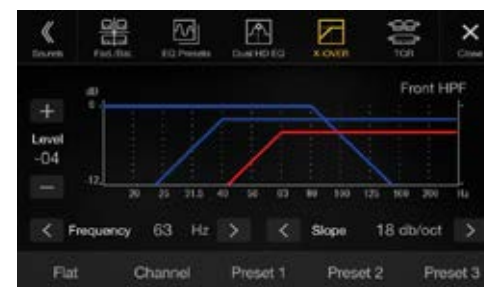 Sounds Fad./Bal. EQ Presets Dual HD EQ X-OVER TCR Close
Front HPF
dB
0
+
Level
-04
-12
20 25 31.5 40 50 63 80 100 125 160 200 Hz
Frequency 63 Hz Slope 18 db/oct
Flat Channel Preset 1 Preset 2 Preset 3